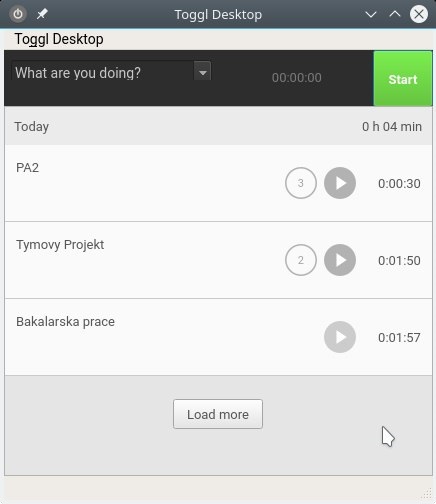 Toggl Desktop
Toggl Desktop
What are you doing?
00:00:00
Start
Today
0 h 04 min
PA2
3
0:00:30
Tymovy Projekt
2
0:01:50
Bakalarska prace
0:01:57
Load more